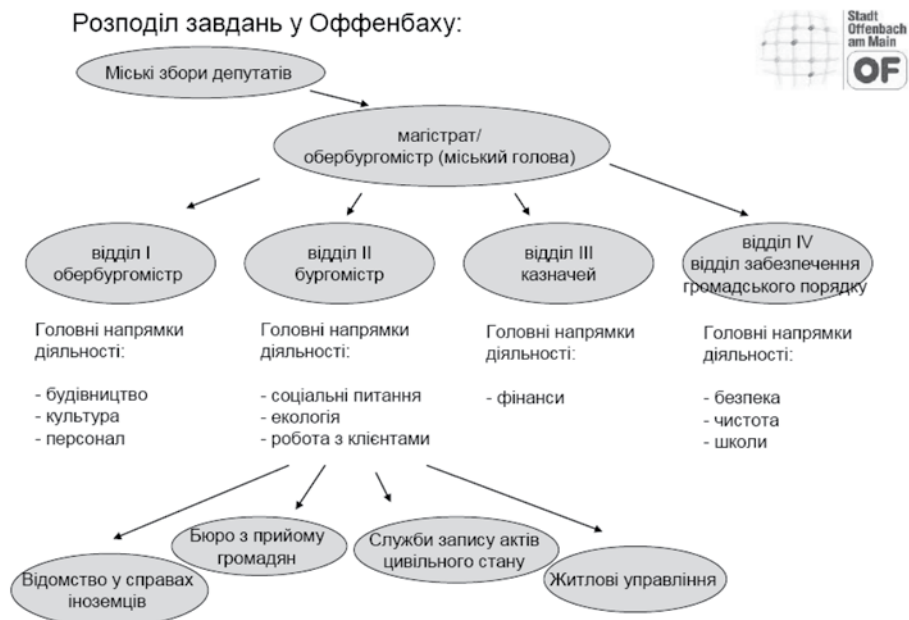 Розподіл завдань у Оффенбаху:
Stadt
Offenbach
am Main
OF
Міські збори депутатів
магістрат/
обербургомістр (міський голова)
відділ I
обербургомістр
відділ II
бургомістр
відділ III
казначей
відділ IV
відділ забезпечення
громадського порядку
Головні напрямки
діяльності:
- будівництво
- культура
- персонал
Головні напрямки
діяльності:
- соціальні питання
- екологія
- робота з клієнтами
Головні напрямки
діяльності:
- фінанси
Головні напрямки
діяльності:
- безпека
- чистота
- школи
Відомство у справах
іноземців
Бюро з прийому
громадян
Служби запису актів
цивільного стану
Житлові управління